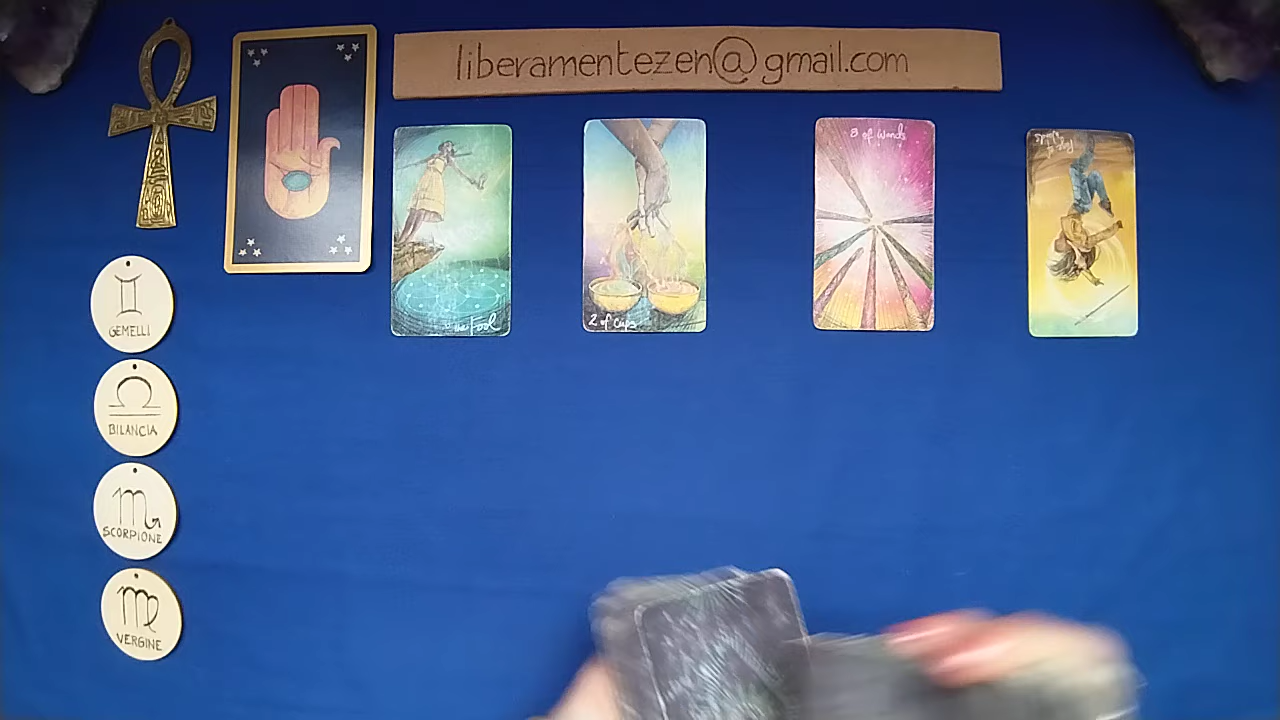 liberamentezen@gmail.com
the Fool
2 of Cups
8 of Wands
GEMELLI
BILANCIA
SCORPIONE
VERGINE